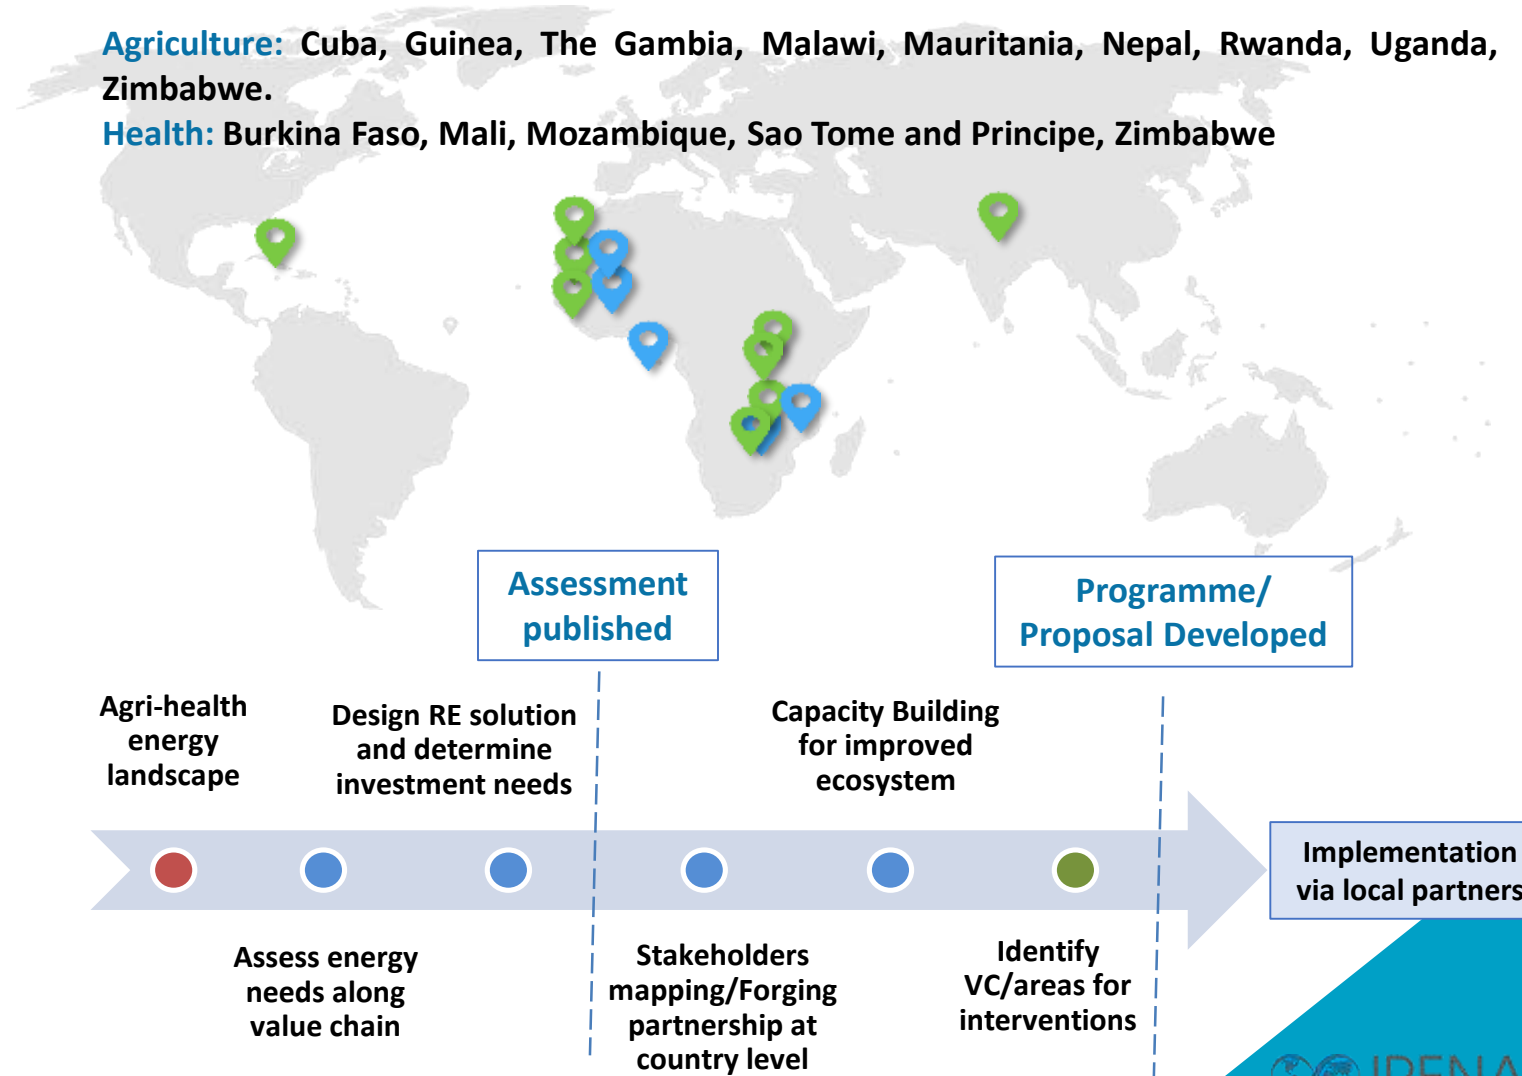 Agriculture: Cuba, Guinea, The Gambia, Malawi, Mauritania, Nepal, Rwanda, Uganda,
Zimbabwe.
Health: Burkina Faso, Mali, Mozambique, Sao Tome and Principe, Zimbabwe
Assessment
published
Programme/
Proposal Developed
Agri-health
energy
landscape
Design RE solution
and determine
investment needs
Capacity Building
for improved
ecosystem
Implementation
via local partners
Assess energy
needs along
value chain
Stakeholders
mapping/Forging
partnership at
country level
Identify
VC/areas for
interventions
IRENA